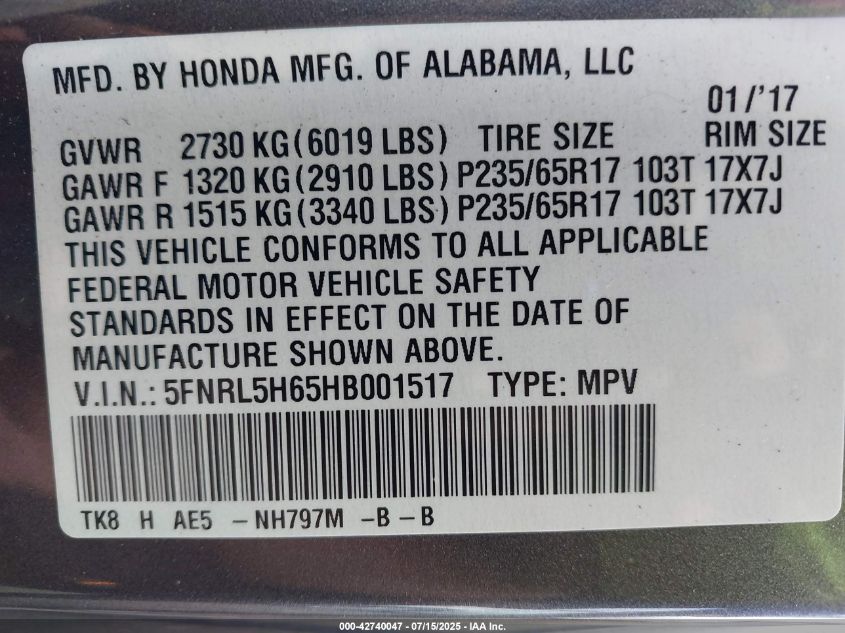 MFD. BY HONDA MFG. OF ALABAMA, LLC
01/'17
GVWR 2730 KG (6019 LBS) TIRE SIZE RIM SIZE
GAWR F 1320 KG (2910 LBS) P235/65R17 103T 17X7J
GAWR R 1515 KG (3340 LBS) P235/65R17 103T 17X7J
THIS VEHICLE CONFORMS TO ALL APPLICABLE
FEDERAL MOTOR VEHICLE SAFETY
STANDARDS IN EFFECT ON THE DATE OF
MANUFACTURE SHOWN ABOVE.
V.I.N.: 5FNRL5H65HB001517 TYPE: MPV
TK8 H AE5 - NH797M - B - B
000-42740047 - 07/15/2025 - IAA Inc.